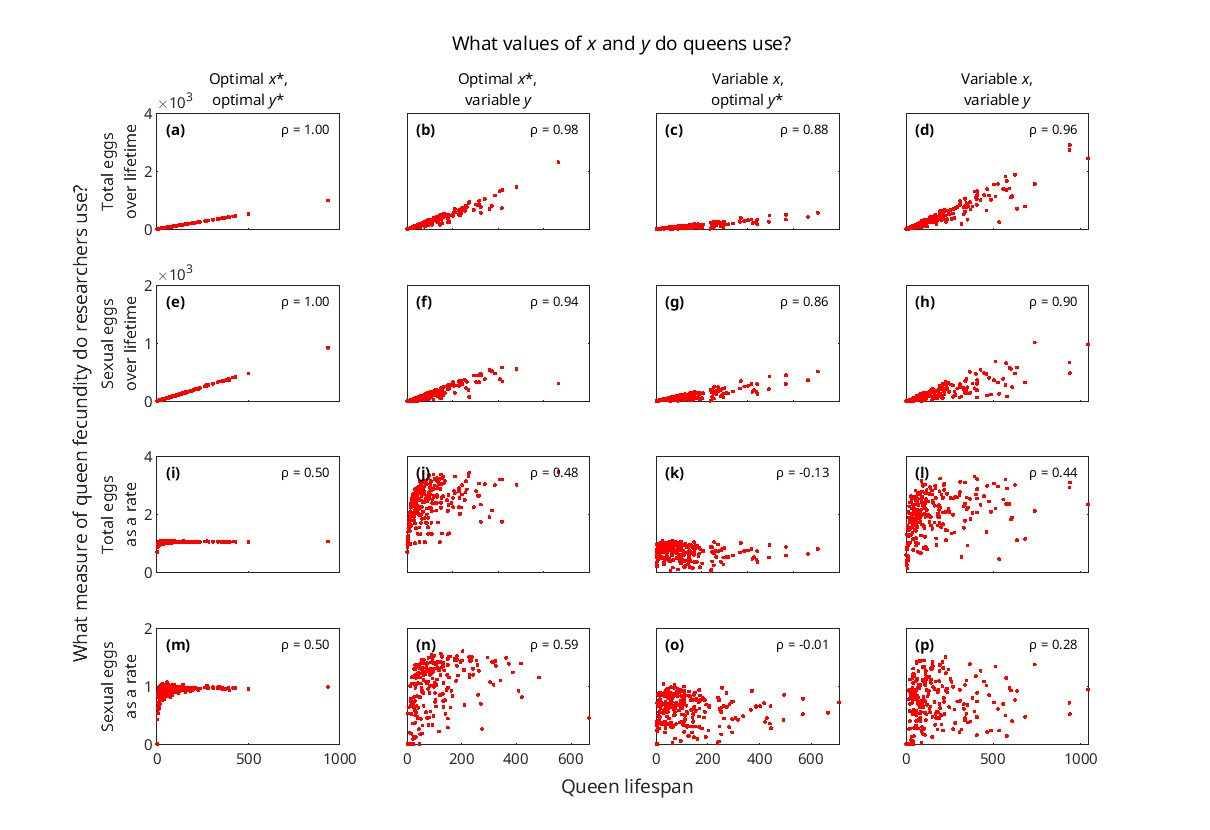 What values of x and y do queens use?
Optimal x*,
optimal y*
Optimal x*,
variable y
Variable x,
optimal y*
Variable x,
variable y
What measure of queen fecundity do researchers use?
Total eggs
over lifetime
×10³
4
2
0
(a) ρ = 1.00
(b) ρ = 0.98
(c) ρ = 0.88
(d) ρ = 0.96
Sexual eggs
over lifetime
×10³
2
1
0
(e) ρ = 1.00
(f) ρ = 0.94
(g) ρ = 0.86
(h) ρ = 0.90
Total eggs
as a rate
4
2
0
(i) ρ = 0.50
(j) ρ = 0.48
(k) ρ = -0.13
(l) ρ = 0.44
Sexual eggs
as a rate
2
1
0
(m) ρ = 0.50
(n) ρ = 0.59
(o) ρ = -0.01
(p) ρ = 0.28
0 500 1000
0 200 400 600
0 200 400 600
0 500 1000
Queen lifespan